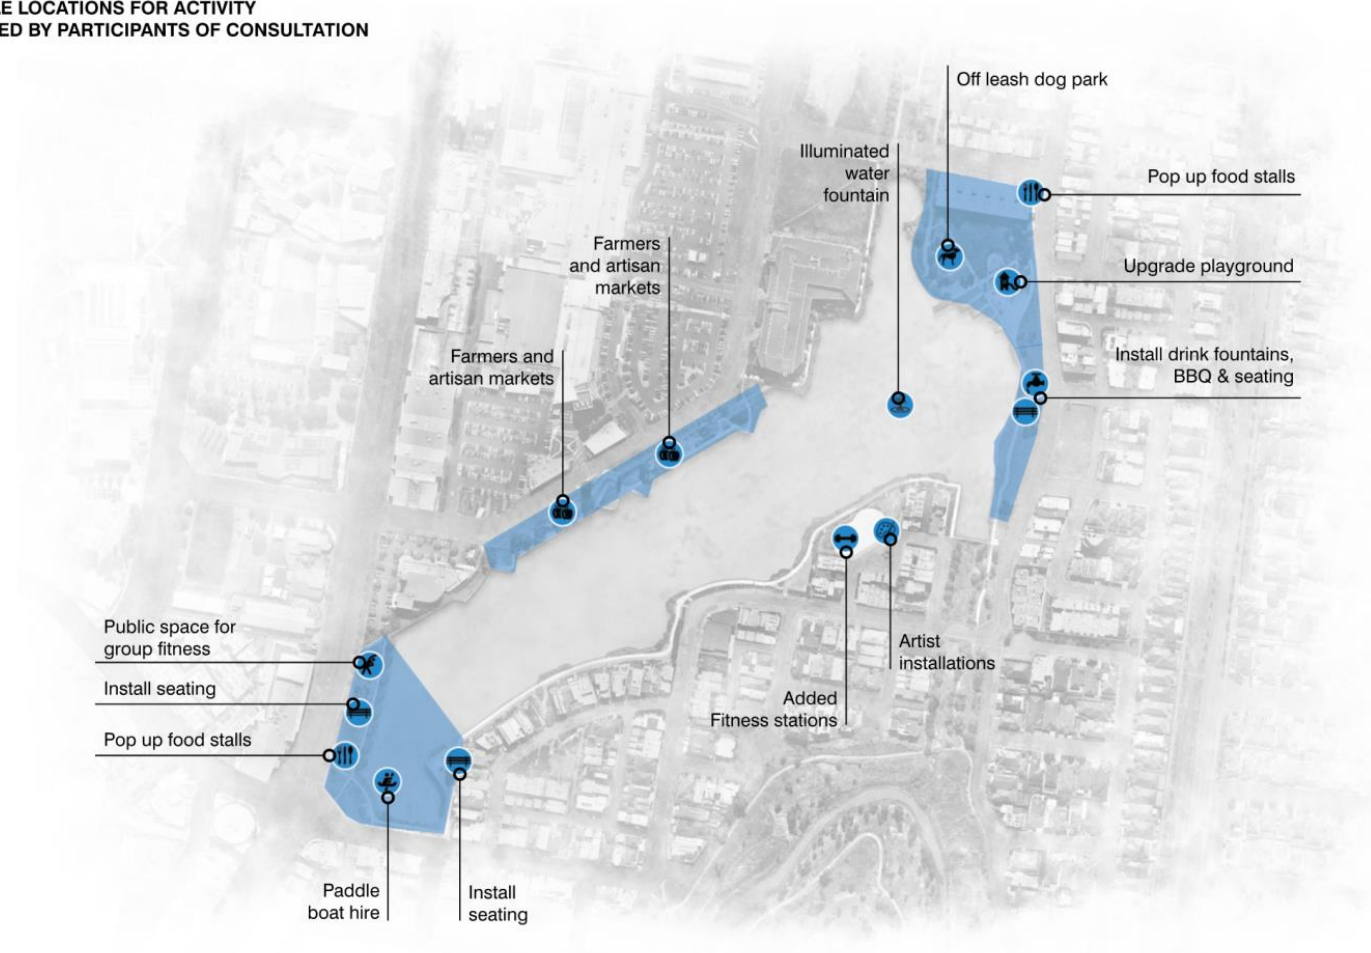 LOCATIONS FOR ACTIVITY
BY PARTICIPANTS OF CONSULTATION
Off leash dog park
Illuminated
water
fountain
Pop up food stalls
Farmers
and artisan
markets
Upgrade playground
Farmers and
artisan markets
Install drink fountains,
BBQ & seating
Public space for
group fitness
Install seating
Pop up food stalls
Artist
installations
Added
Fitness stations
Paddle
boat hire
Install
seating